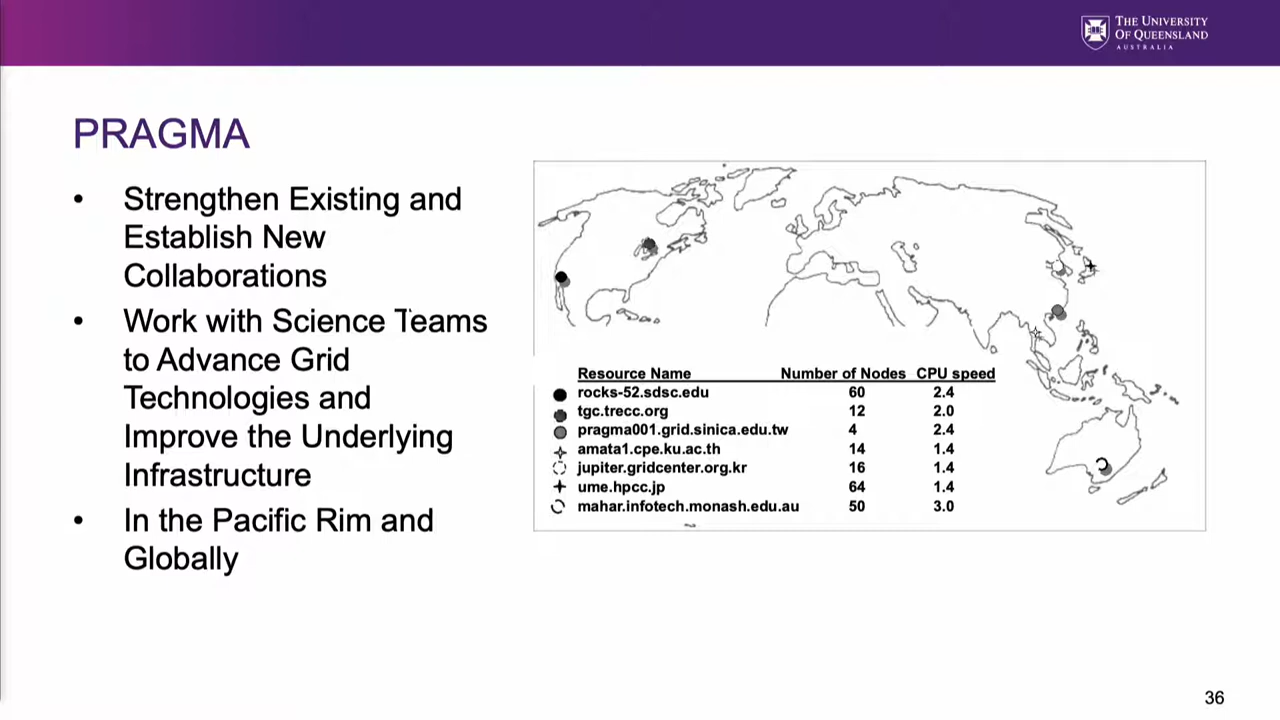 THE UNIVERSITY
OF QUEENSLAND
AUSTRALIA
PRAGMA
• Strengthen Existing and
Establish New
Collaborations
• Work with Science Teams
to Advance Grid
Technologies and
Improve the Underlying
Infrastructure
• In the Pacific Rim and
Globally
Resource Name Number of Nodes CPU speed
rocks-52.sdsc.edu 60 2.4
tgc.trecc.org 12 2.0
pragma001.grid.sinica.edu.tw 4 2.4
amata1.cpe.ku.ac.th 14 1.4
jupiter.gridcenter.org.kr 16 1.4
ume.hpcc.jp 64 1.4
mahar.infotech.monash.edu.au 50 3.0
36